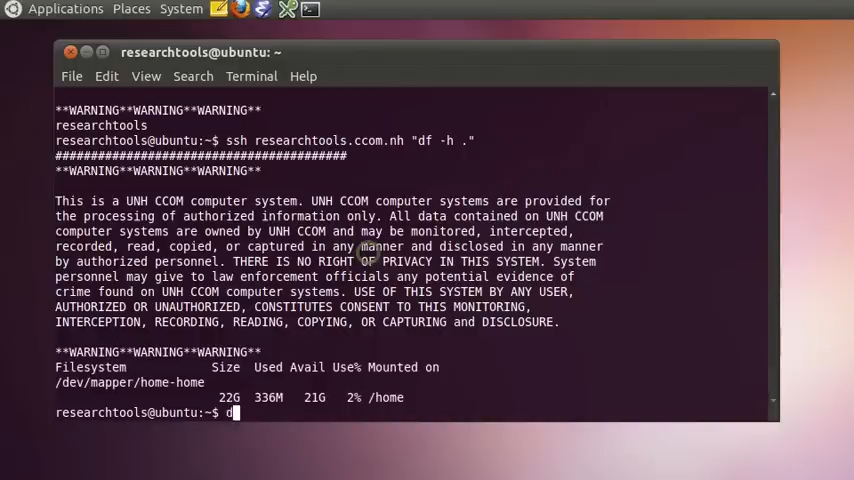 Applications Places System
researchtools@ubuntu: ~
File Edit View Search Terminal Help
**WARNING**WARNING**WARNING**
researchtools
researchtools@ubuntu:~$ ssh researchtools.ccom.nh "df -h ."
#########################################
**WARNING**WARNING**WARNING**
This is a UNH CCOM computer system. UNH CCOM computer systems are provided for
the processing of authorized information only. All data contained on UNH CCOM
computer systems are owned by UNH CCOM and may be monitored, intercepted,
recorded, read, copied, or captured in any manner and disclosed in any manner
by authorized personnel. THERE IS NO RIGHT OF PRIVACY IN THIS SYSTEM. System
personnel may give to law enforcement officials any potential evidence of
crime found on UNH CCOM computer systems. USE OF THIS SYSTEM BY ANY USER,
AUTHORIZED OR UNAUTHORIZED, CONSTITUTES CONSENT TO THIS MONITORING,
INTERCEPTION, RECORDING, READING, COPYING, OR CAPTURING and DISCLOSURE.
**WARNING**WARNING**WARNING**
Filesystem Size Used Avail Use% Mounted on
/dev/mapper/home-home
22G 336M 21G 2% /home
researchtools@ubuntu:~$ d